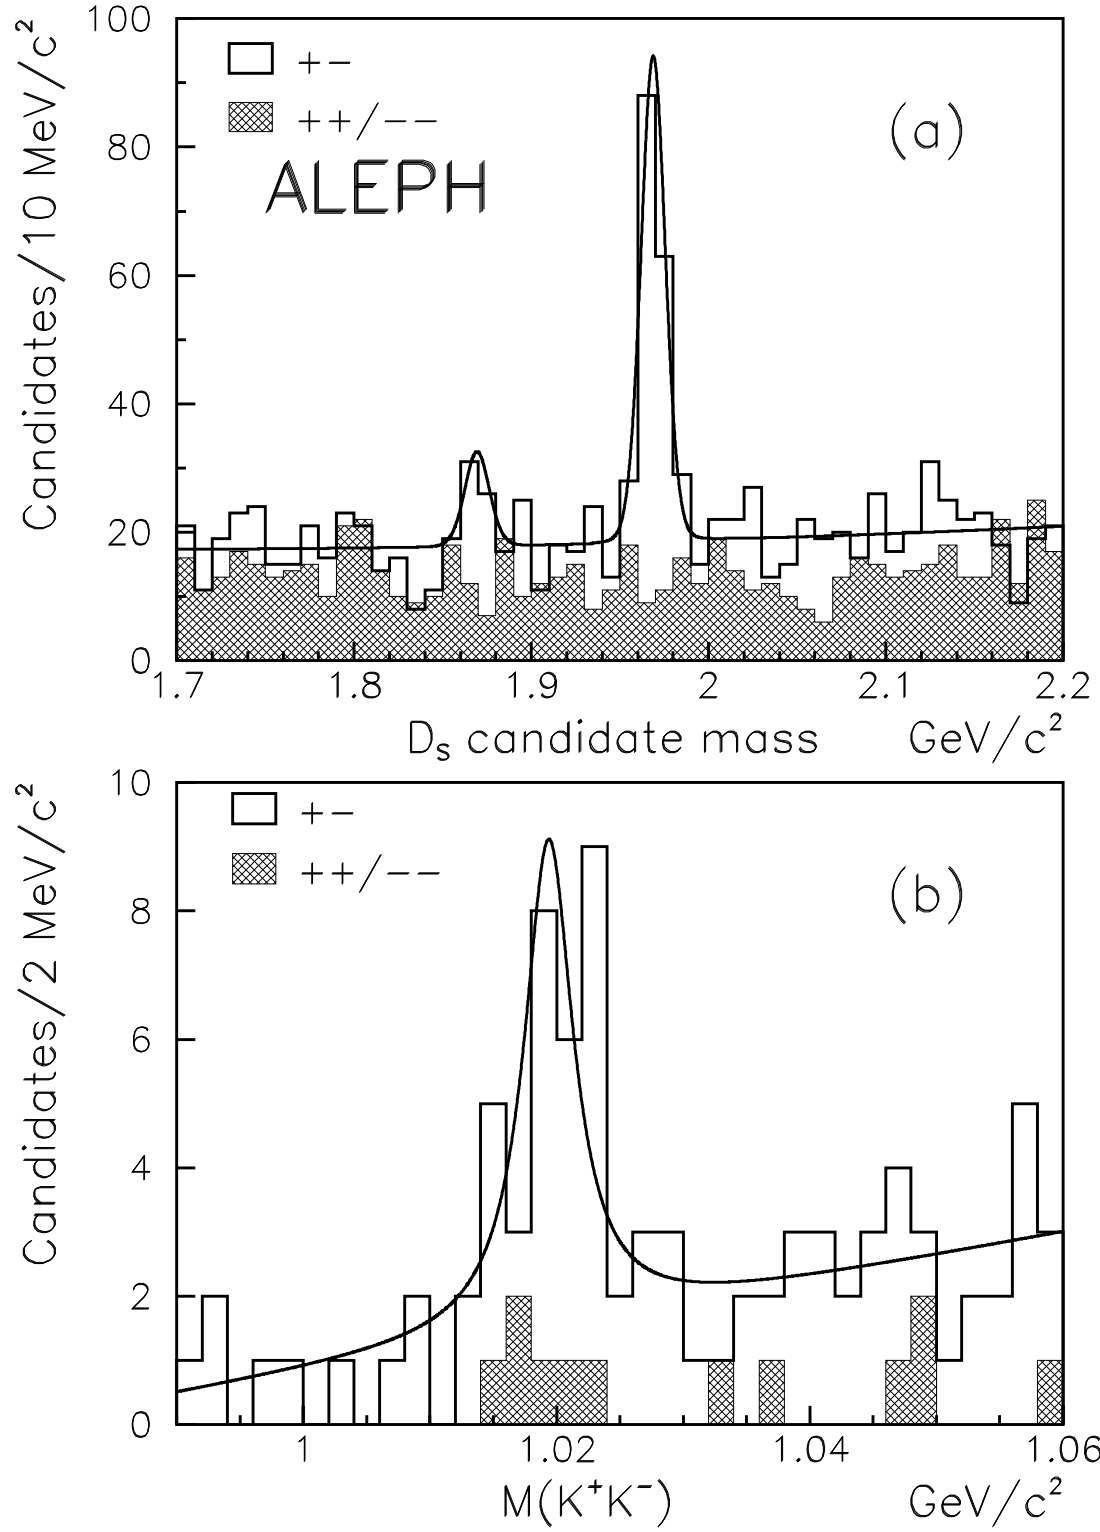 Candidates/10 MeV/c²
100
80
60
40
20
0
+-
++/--
ALEPH
(a)
1.7 1.8 1.9 2 2.1 2.2
Dₛ candidate mass GeV/c²
Candidates/2 MeV/c²
10
8
6
4
2
0
+-
++/--
(b)
1 1.02 1.04 1.06
M(K⁺K⁻) GeV/c²